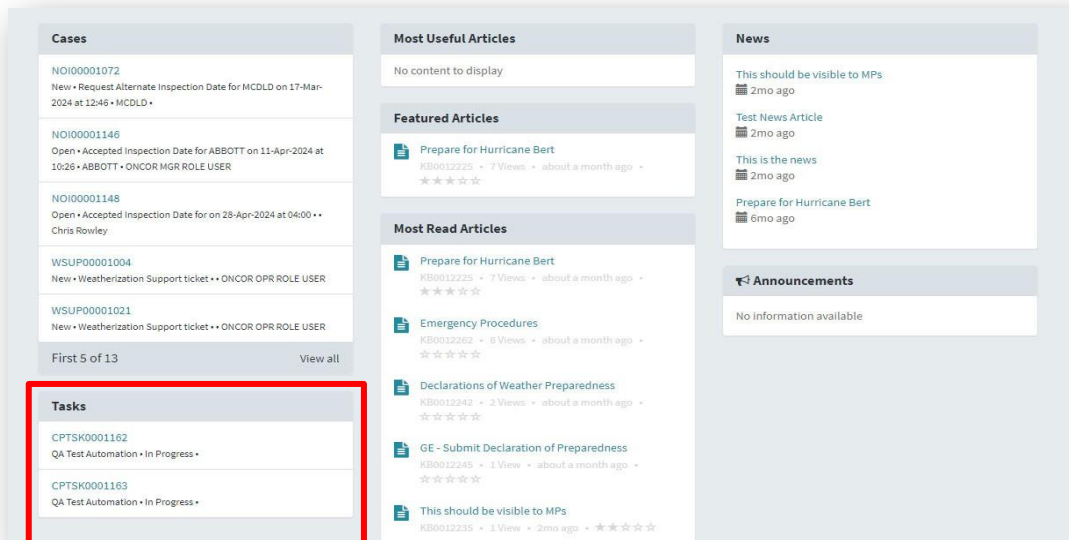 Cases
NOI00001072
New • Request Alternate Inspection Date for MCDLD on 17-Mar-
2024 at 12:46 • MCDLD •
NOI00001146
Open • Accepted Inspection Date for ABBOTT on 11-Apr-2024 at
10:26 • ABBOTT • ONCOR MGR ROLE USER
NOI00001148
Open • Accepted Inspection Date for on 28-Apr-2024 at 04:00 • •
Chris Rowley
WSUP00001004
New • Weatherization Support ticket • • ONCOR OPR ROLE USER
WSUP00001021
New • Weatherization Support ticket • • ONCOR OPR ROLE USER
First 5 of 13 View all
Tasks
CPTSK0001162
QA Test Automation • In Progress •
CPTSK0001163
QA Test Automation • In Progress •
Most Useful Articles
No content to display
Featured Articles
Prepare for Hurricane Bert
KB0012225 • 7 Views • about a month ago •
★★★☆☆
Most Read Articles
Prepare for Hurricane Bert
KB0012225 • 7 Views • about a month ago •
★★★☆☆
Emergency Procedures
KB0012262 • 6 Views • about a month ago •
☆☆☆☆☆
Declarations of Weather Preparedness
KB0012242 • 2 Views • about a month ago •
☆☆☆☆☆
GE - Submit Declaration of Preparedness
KB0012245 • 1 View • about a month ago •
☆☆☆☆☆
This should be visible to MPs
KB0012235 • 1 View • 2mo ago • ★★☆☆☆
News
This should be visible to MPs
2mo ago
Test News Article
2mo ago
This is the news
2mo ago
Prepare for Hurricane Bert
6mo ago
Announcements
No information available